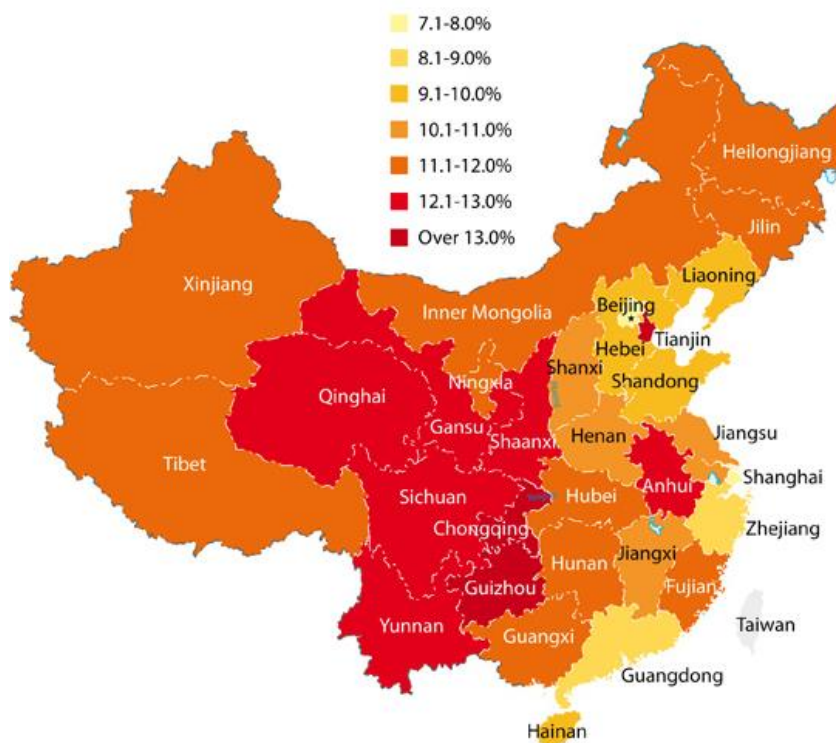 7.1-8.0%
8.1-9.0%
9.1-10.0%
10.1-11.0%
11.1-12.0%
12.1-13.0%
Over 13.0%
Heilongjiang
Jilin
Liaoning
Xinjiang
Inner Mongolia
Beijing
Tianjin
Hebei
Shanxi
Shandong
Ningxia
Qinghai
Gansu
Shaanxi
Henan
Jiangsu
Tibet
Shanghai
Anhui
Sichuan
Hubei
Zhejiang
Chongqing
Jiangxi
Hunan
Guizhou
Fujian
Yunnan
Guangxi
Taiwan
Guangdong
Hainan